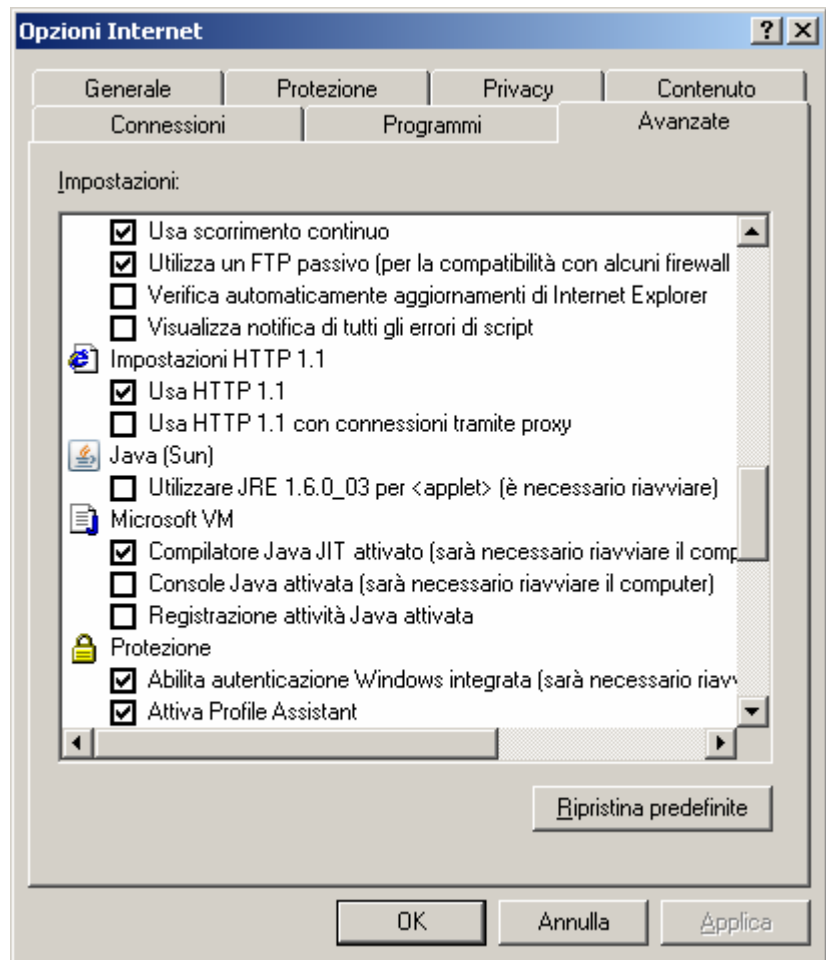 Opzioni Internet
Generale Protezione Privacy Contenuto
Connessioni Programmi Avanzate
Impostazioni:
Usa scorrimento continuo
Utilizza un FTP passivo (per la compatibilità con alcuni firewall
Verifica automaticamente aggiornamenti di Internet Explorer
Visualizza notifica di tutti gli errori di script
Impostazioni HTTP 1.1
Usa HTTP 1.1
Usa HTTP 1.1 con connessioni tramite proxy
Java (Sun)
Utilizzare JRE 1.6.0_03 per <applet> (è necessario riavviare)
Microsoft VM
Compilatore Java JIT attivato (sarà necessario riavviare il comp
Console Java attivata (sarà necessario riavviare il computer)
Registrazione attività Java attivata
Protezione
Abilita autenticazione Windows integrata (sarà necessario riavv
Attiva Profile Assistant
Ripristina predefinite
OK Annulla Applica